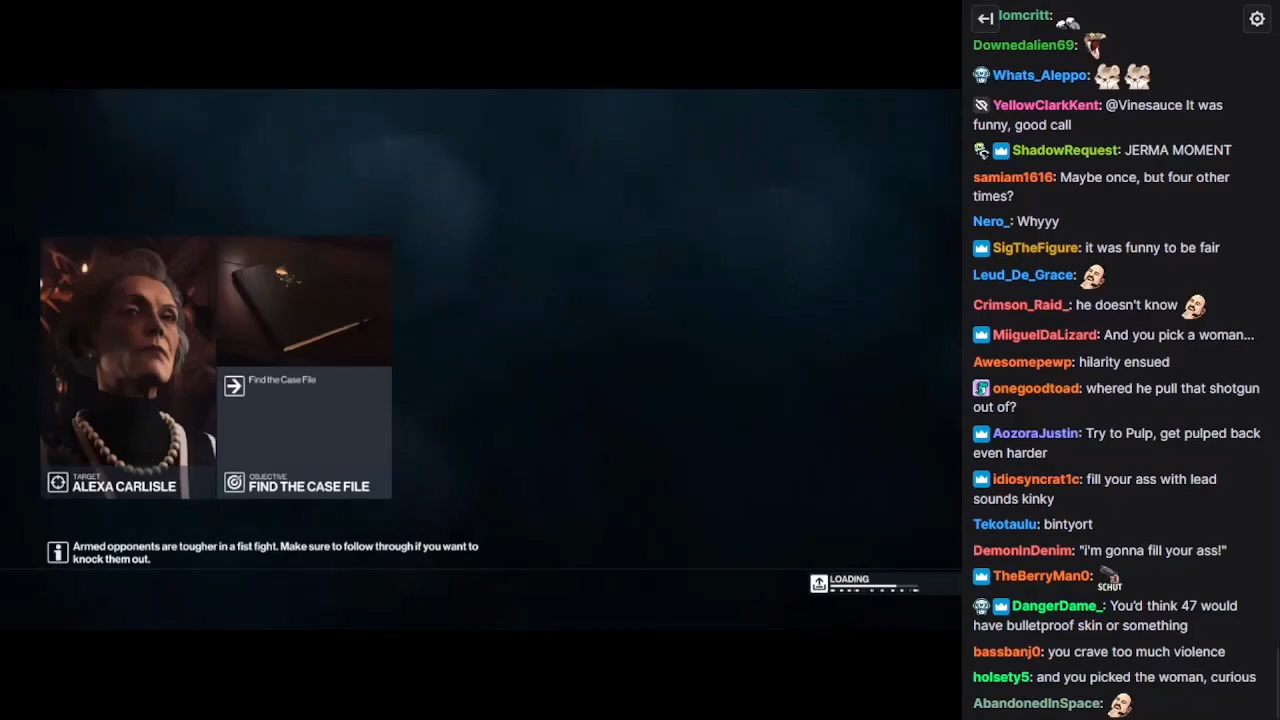 TARGET
ALEXA CARLISLE
Find the Case File
OBJECTIVE
FIND THE CASE FILE
Armed opponents are tougher in a fist fight. Make sure to follow through if you want to
knock them out.
LOADING
lomcritt:
Downedalien69:
Whats_Aleppo:
YellowClarkKent: @Vinesauce It was
funny, good call
ShadowRequest: JERMA MOMENT
samiam1616: Maybe once, but four other
times?
Nero_: Whyyy
SigTheFigure: it was funny to be fair
Leud_De_Grace:
Crimson_Raid_: he doesn't know
MiiguelDaLizard: And you pick a woman...
Awesomepewp: hilarity ensued
onegoodtoad: whered he pull that shotgun
out of?
AozoraJustin: Try to Pulp, get pulped back
even harder
idiosyncrat1c: fill your ass with lead
sounds kinky
Tekotaulu: bintyort
DemonInDenim: "i'm gonna fill your ass!"
TheBerryMan0: SCHUT
DangerDame_: You'd think 47 would
have bulletproof skin or something
bassbanj0: you crave too much violence
holsety5: and you picked the woman, curious
AbandonedInSpace: